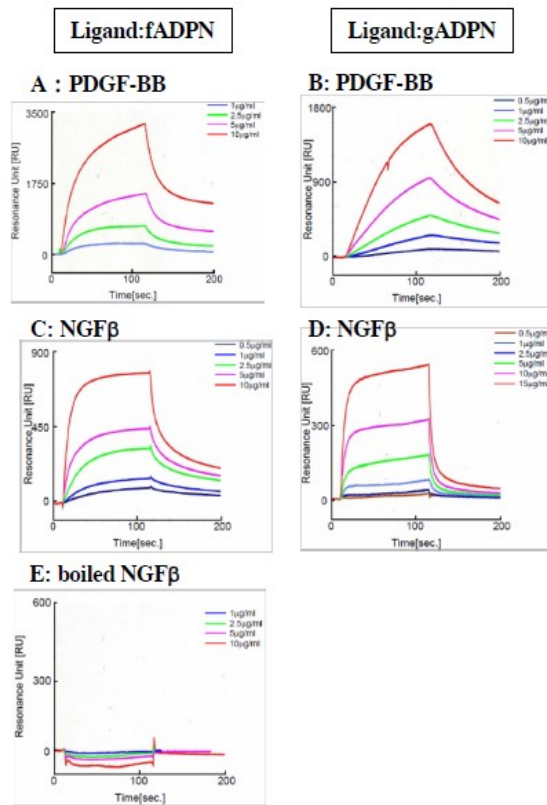 Ligand:fADPN
Ligand:gADPN
A : PDGF-BB
3500
1750
0
0
100
200
Resonance Unit [RU]
Time[sec.]
1μg/ml
2.5μg/ml
5μg/ml
10μg/ml
B: PDGF-BB
1800
900
0
0
100
200
Resonance Unit [RU]
Time[sec.]
0.5μg/ml
1μg/ml
2.5μg/ml
5μg/ml
10μg/ml
C: NGFβ
900
450
0
0
100
200
Resonance Unit [RU]
Time[sec.]
0.5μg/ml
1μg/ml
2.5μg/ml
5μg/ml
10μg/ml
D: NGFβ
600
300
0
0
100
200
Resonance Unit [RU]
Time[sec.]
0.5μg/ml
1μg/ml
2.5μg/ml
5μg/ml
10μg/ml
15μg/ml
E: boiled NGFβ
600
300
0
0
100
200
Resonance Unit [RU]
Time[sec.]
1μg/ml
2.5μg/ml
5μg/ml
10μg/ml